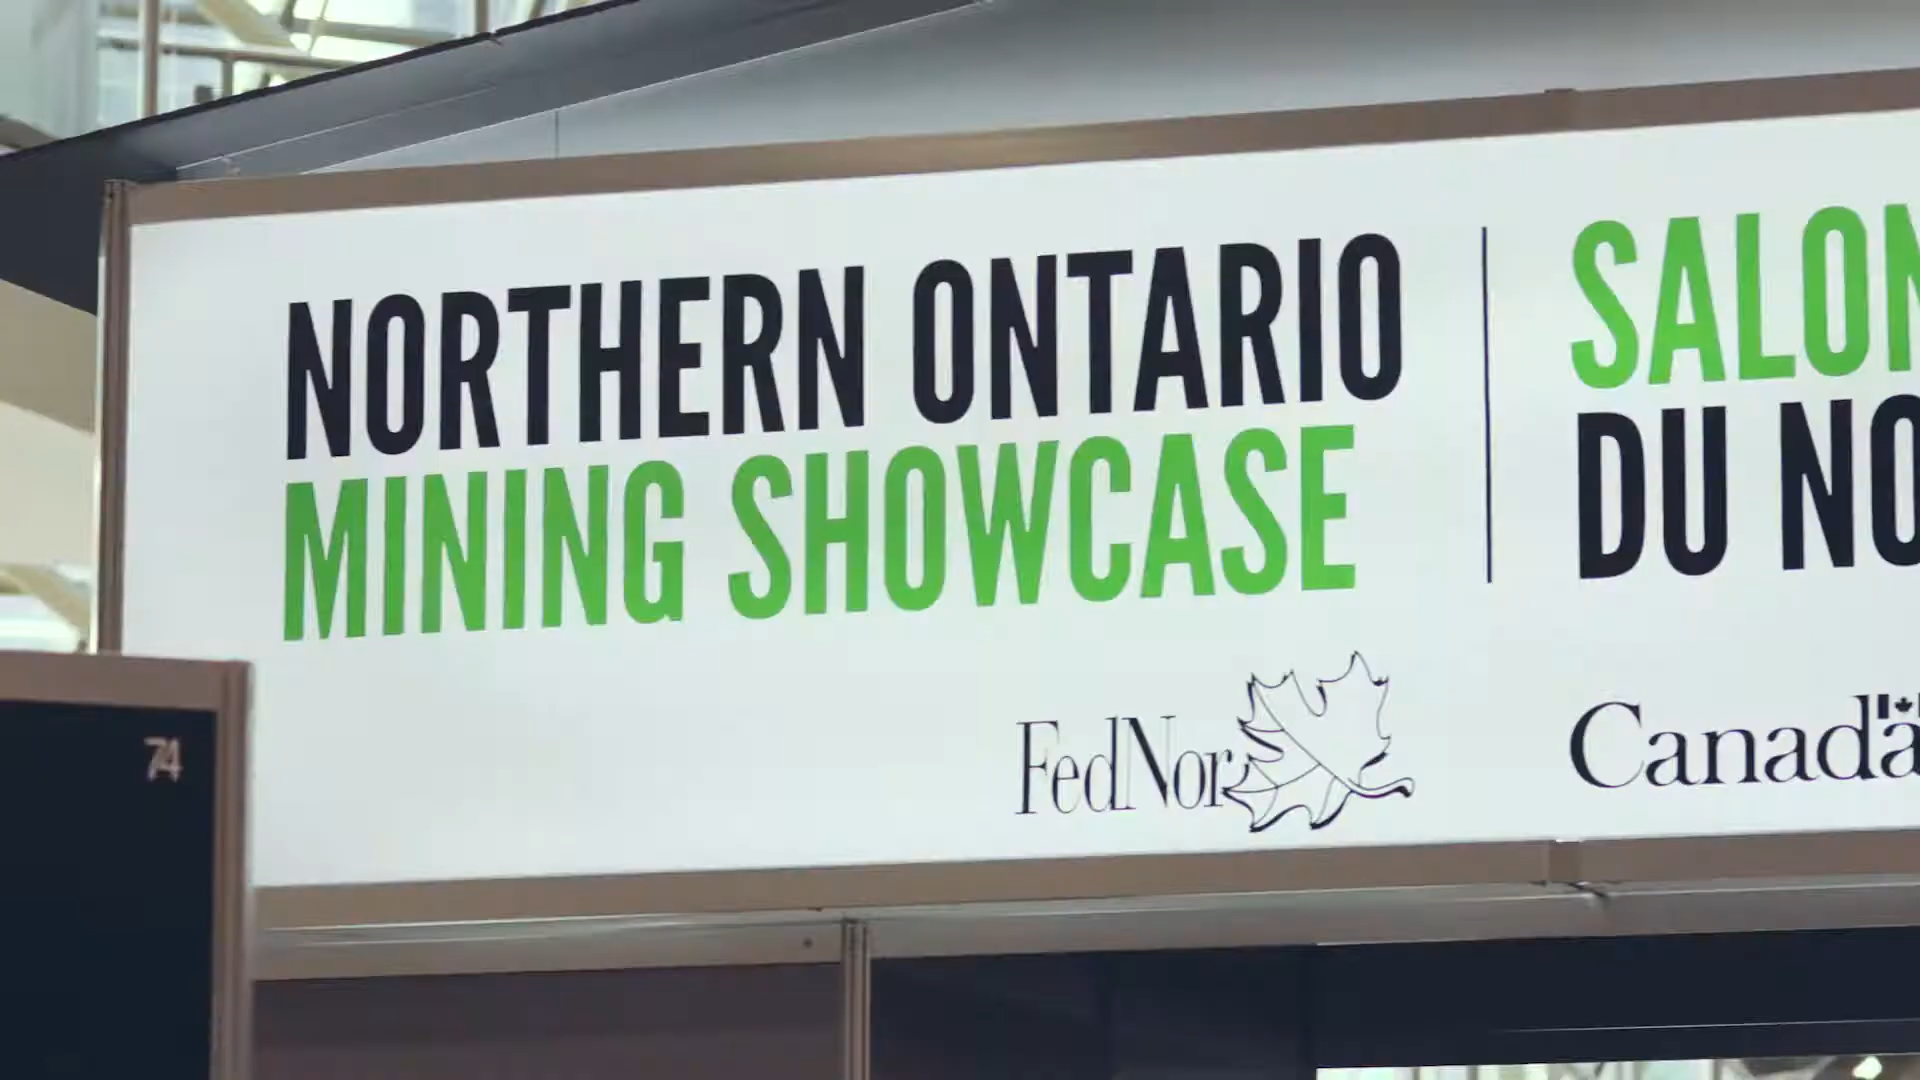 NORTHERN ONTARIO
MINING SHOWCASE
SALON
DU NO
FedNor
Canada
74